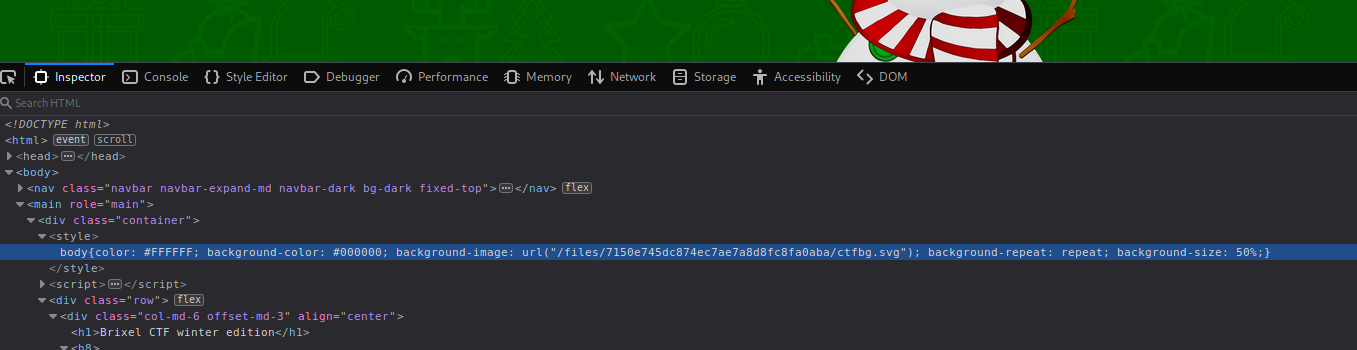 Inspector Console Style Editor Debugger Performance Memory Network Storage Accessibility DOM
Search HTML
<!DOCTYPE html>
<html> event scroll
<head>...</head>
<body>
<nav class="navbar navbar-expand-md navbar-dark bg-dark fixed-top">...</nav> flex
<main role="main">
<div class="container">
<style>
body{color: #FFFFFF; background-color: #000000; background-image: url("/files/7150e745dc874ec7ae7a8d8fc8fa0aba/ctfbg.svg"); background-repeat: repeat; background-size: 50%;}
</style>
<script>...</script>
<div class="row"> flex
<div class="col-md-6 offset-md-3" align="center">
<h1>Brixel CTF winter edition</h1>
<h8>